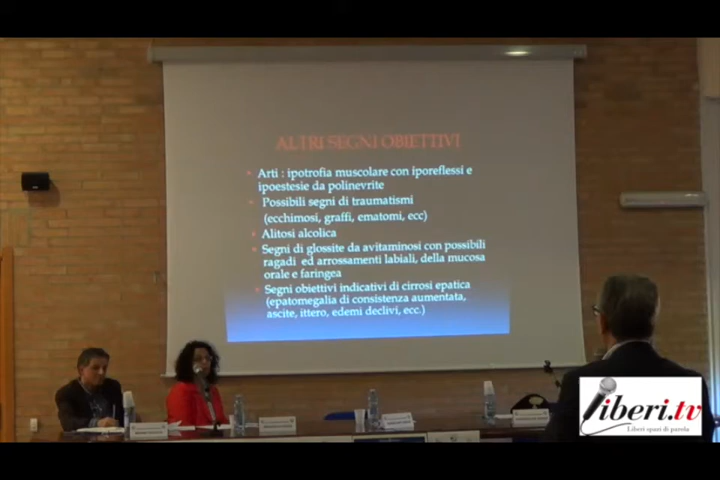 ALTRI SEGNI OBIETTIVI
Arti : ipotrofia muscolare con iporeflessi e
ipoestesie da polinevrite
Possibili segni di traumatismi
(ecchimosi, graffi, ematomi, ecc)
Alitosi alcolica
Segni di glossite da avitaminosi con possibili
ragadi ed arrossamenti labiali, della mucosa
orale e faringea
Segni obiettivi indicativi di cirrosi epatica
(epatomegalia di consistenza aumentata,
ascite, ittero, edemi declivi, ecc.)
liberi.tv
Liberi spazi di parola